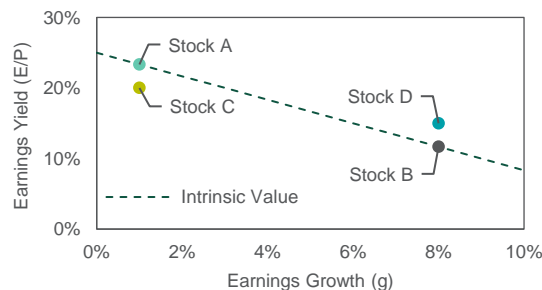 30%
20%
10%
0%
Earnings Yield (E/P)
Stock A
Stock C
Stock D
Stock B
Intrinsic Value
0% 2% 4% 6% 8% 10%
Earnings Growth (g)